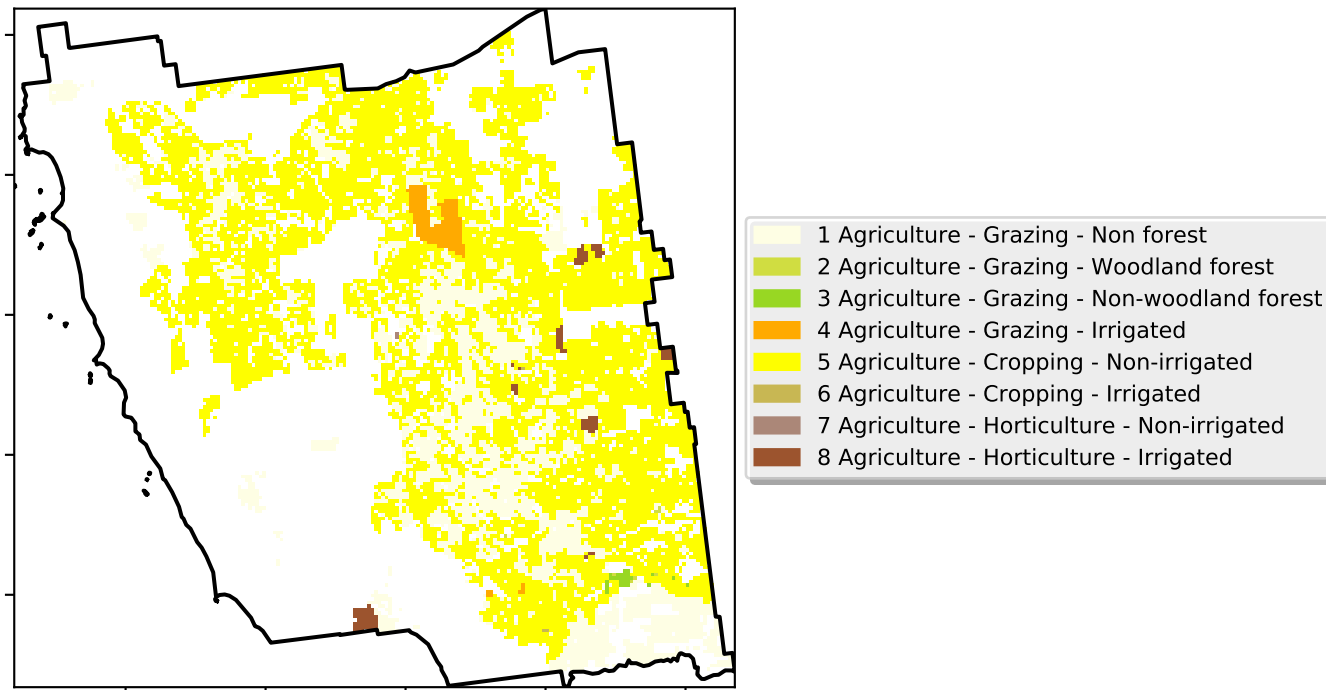 1 Agriculture - Grazing - Non forest
2 Agriculture - Grazing - Woodland forest
3 Agriculture - Grazing - Non-woodland forest
4 Agriculture - Grazing - Irrigated
5 Agriculture - Cropping - Non-irrigated
6 Agriculture - Cropping - Irrigated
7 Agriculture - Horticulture - Non-irrigated
8 Agriculture - Horticulture - Irrigated